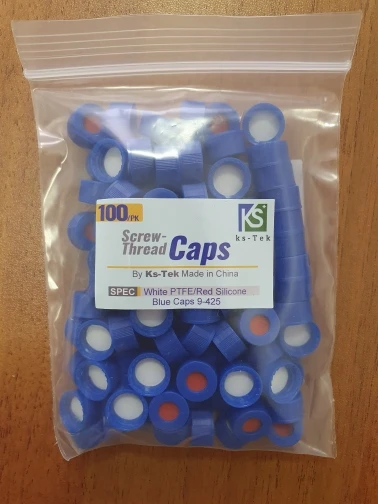 100/PK
KS
ks-Tek
Screw-
Thread Caps
By Ks-Tek Made in China
SPEC White PTFE/Red Silicone
Blue Caps 9-425